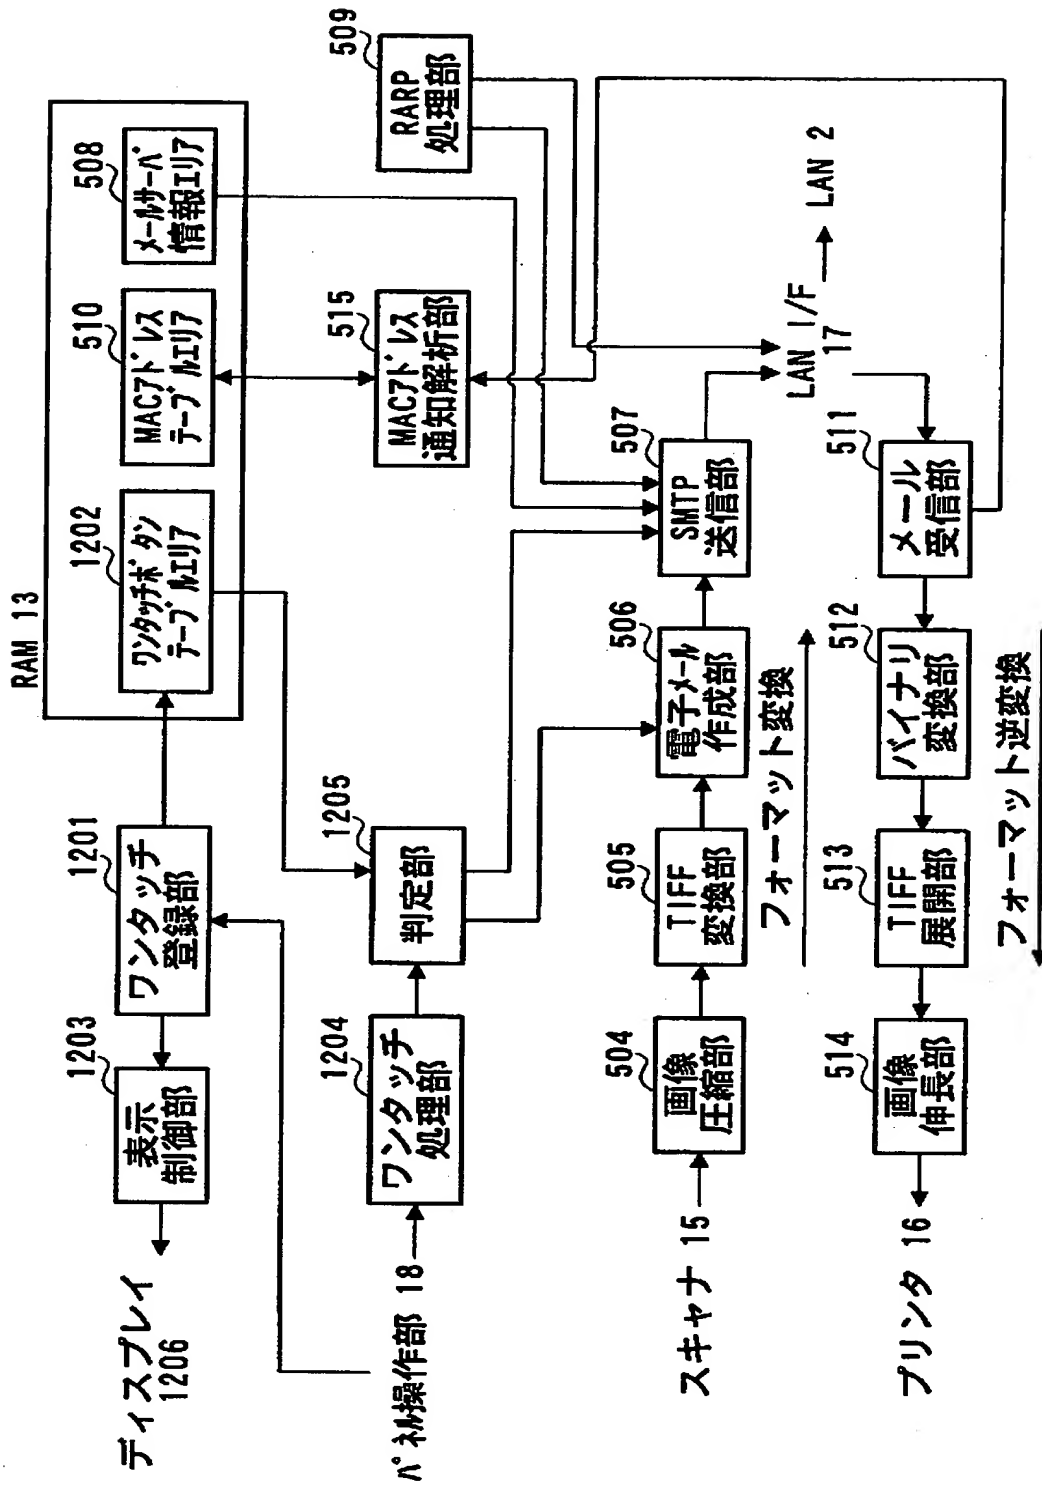 RAM 13
1202
ワンタッチボタン
テーブルエリア
510
MACアドレス
テーブルエリア
508
メールサーバ
情報エリア
509
RARP
処理部
ディスプレイ
1206
1203
表示
制御部
1201
ワンタッチ
登録部
515
MACアドレス
通知解析部
パネル操作部 18
1204
ワンタッチ
処理部
1205
判定部
スキャナ 15
504
画像
圧縮部
505
TIFF
変換部
506
電子メール
作成部
507
SMTP
送信部
LAN I/F
17
LAN 2
フォーマット変換
プリンタ 16
514
画像
伸長部
513
TIFF
展開部
512
バイナリ
変換部
511
メール
受信部
フォーマット逆変換